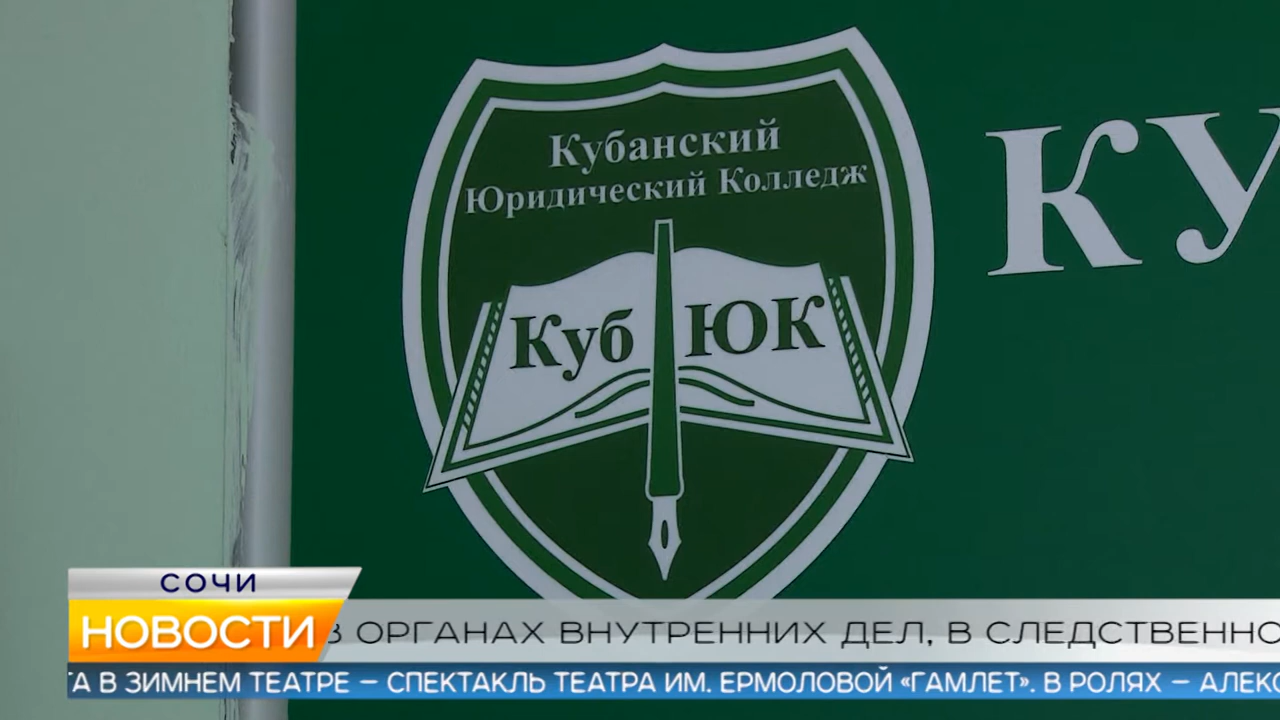 Кубанский
Юридический Колледж
Куб ЮК
КУ
СОЧИ
НОВОСТИ
В ОРГАНАХ ВНУТРЕННИХ ДЕЛ, В СЛЕДСТВЕННО
ТА В ЗИМНЕМ ТЕАТРЕ – СПЕКТАКЛЬ ТЕАТРА ИМ. ЕРМОЛОВОЙ «ГАМЛЕТ». В РОЛЯХ – АЛЕКС